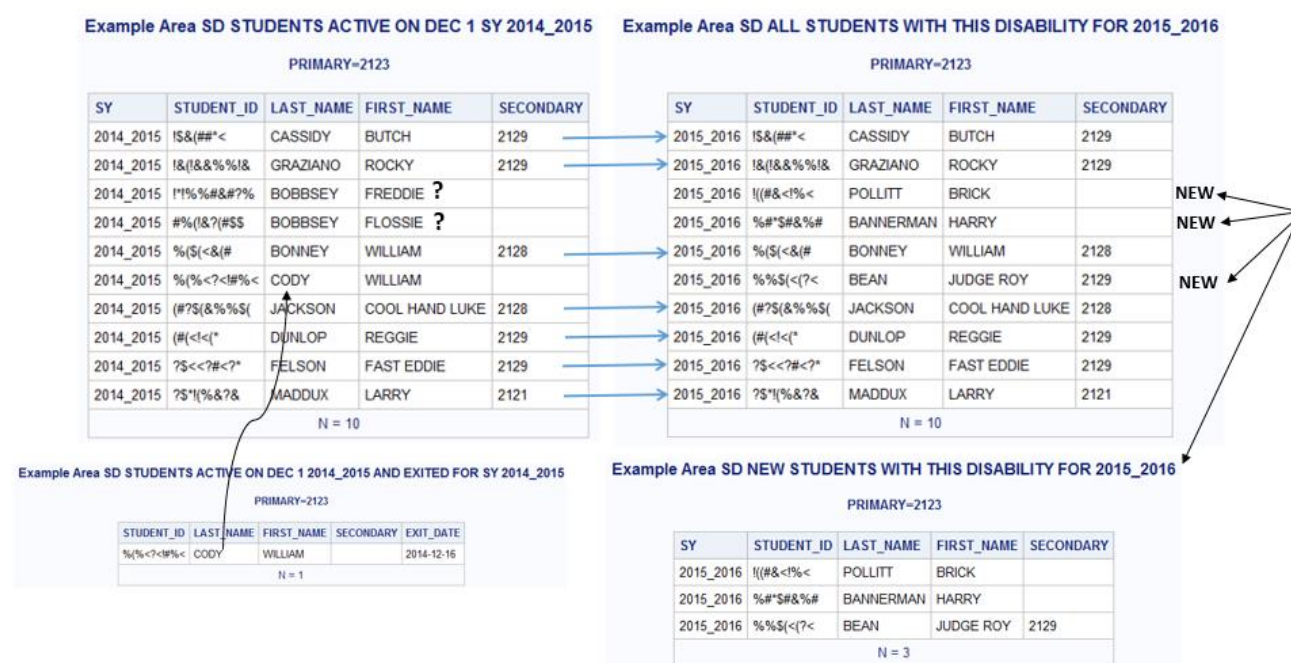 Example Area SD STUDENTS ACTIVE ON DEC 1 SY 2014_2015
PRIMARY=2123
SY STUDENT_ID LAST_NAME FIRST_NAME SECONDARY
2014_2015 !$&(##*< CASSIDY BUTCH 2129
2014_2015 !&(!&&%%!& GRAZIANO ROCKY 2129
2014_2015 !*!%%#&#?% BOBBSEY FREDDIE ?
2014_2015 #%(!&?(#$$ BOBBSEY FLOSSIE ?
2014_2015 %($(<&(# BONNEY WILLIAM 2128
2014_2015 %(%<?<!#%< CODY WILLIAM
2014_2015 (#?$(&%%$( JACKSON COOL HAND LUKE 2128
2014_2015 (#(<!<(* DUNLOP REGGIE 2129
2014_2015 ?$<<?#<?* FELSON FAST EDDIE 2129
2014_2015 ?$*!(%&?& MADDUX LARRY 2121
N = 10
Example Area SD ALL STUDENTS WITH THIS DISABILITY FOR 2015_2016
PRIMARY=2123
SY STUDENT_ID LAST_NAME FIRST_NAME SECONDARY
2015_2016 !$&(##*< CASSIDY BUTCH 2129
2015_2016 !&(!&&%%!& GRAZIANO ROCKY 2129
2015_2016 !((#&<!%< POLLITT BRICK NEW
2015_2016 %#*$#&%# BANNERMAN HARRY NEW
2015_2016 %($(<&(# BONNEY WILLIAM 2128
2015_2016 %%$(<(?< BEAN JUDGE ROY 2129 NEW
2015_2016 (#?$(&%%$( JACKSON COOL HAND LUKE 2128
2015_2016 (#(<!<(* DUNLOP REGGIE 2129
2015_2016 ?$<<?#<?* FELSON FAST EDDIE 2129
2015_2016 ?$*!(%&?& MADDUX LARRY 2121
N = 10
Example Area SD STUDENTS ACTIVE ON DEC 1 2014_2015 AND EXITED FOR SY 2014_2015
PRIMARY=2123
STUDENT_ID LAST_NAME FIRST_NAME SECONDARY EXIT_DATE
%(%<?<!#%< CODY WILLIAM 2014-12-16
N = 1
Example Area SD NEW STUDENTS WITH THIS DISABILITY FOR 2015_2016
PRIMARY=2123
SY STUDENT_ID LAST_NAME FIRST_NAME SECONDARY
2015_2016 !((#&<!%< POLLITT BRICK
2015_2016 %#*$#&%# BANNERMAN HARRY
2015_2016 %%$(<(?< BEAN JUDGE ROY 2129
N = 3